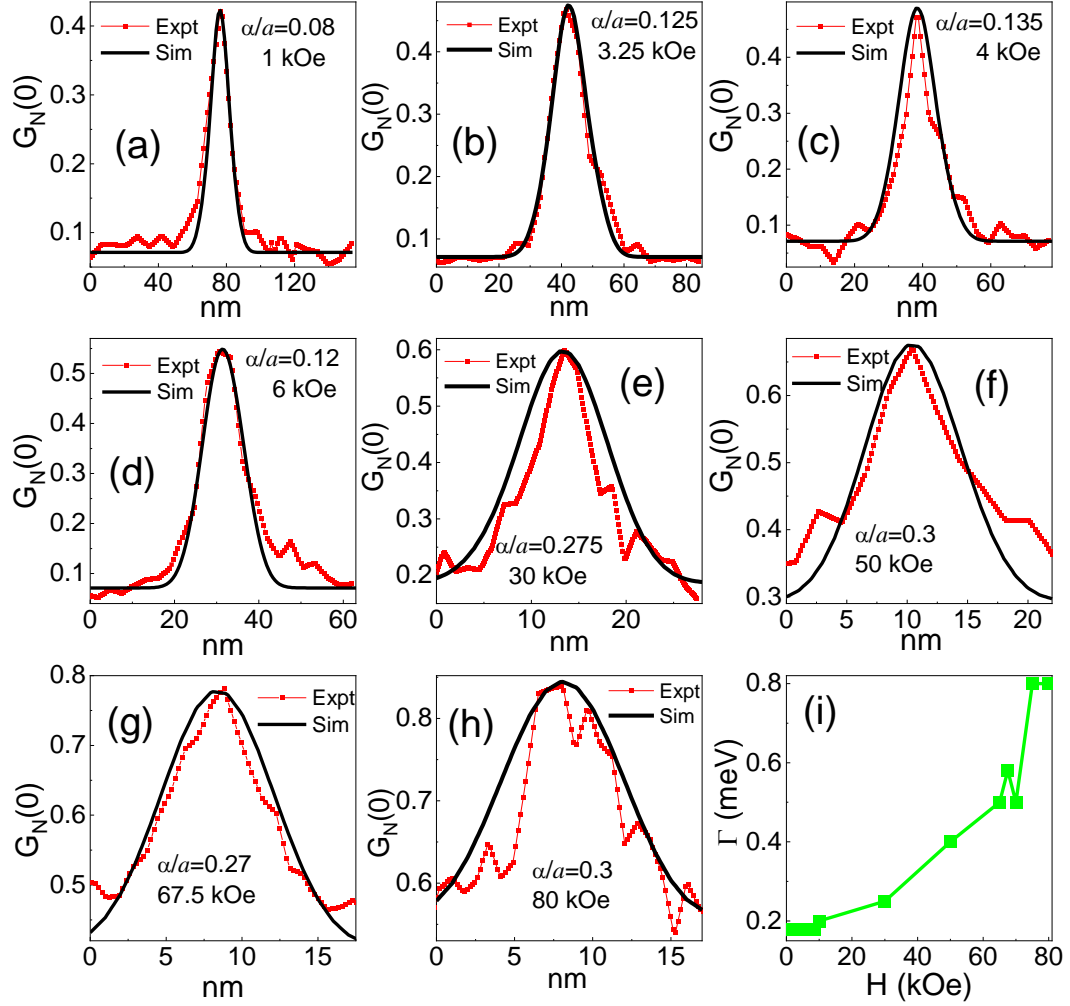 Expt
Sim
α/a=0.08
1 kOe
(a)
G_N(0)
0.4
0.3
0.2
0.1
0 40 80 120
nm
Expt
Sim
α/a=0.125
3.25 kOe
(b)
G_N(0)
0.4
0.3
0.2
0.1
0 20 40 60 80
nm
Expt
Sim
α/a=0.135
4 kOe
(c)
G_N(0)
0.4
0.3
0.2
0.1
0 20 40 60
nm
Expt
Sim
α/a=0.12
6 kOe
(d)
G_N(0)
0.5
0.4
0.3
0.2
0.1
0 20 40 60
nm
Expt
Sim
(e)
α/a=0.275
30 kOe
G_N(0)
0.6
0.5
0.4
0.3
0.2
0 10 20
nm
Expt
Sim
(f)
α/a=0.3
50 kOe
G_N(0)
0.6
0.5
0.4
0.3
0 5 10 15 20
nm
Expt
Sim
(g)
α/a=0.27
67.5 kOe
G_N(0)
0.8
0.7
0.6
0.5
0 5 10 15
nm
Expt
Sim
(h)
α/a=0.3
80 kOe
G_N(0)
0.8
0.7
0.6
0 5 10 15
nm
(i)
Γ (meV)
0.8
0.6
0.4
0.2
0 20 40 60 80
H (kOe)